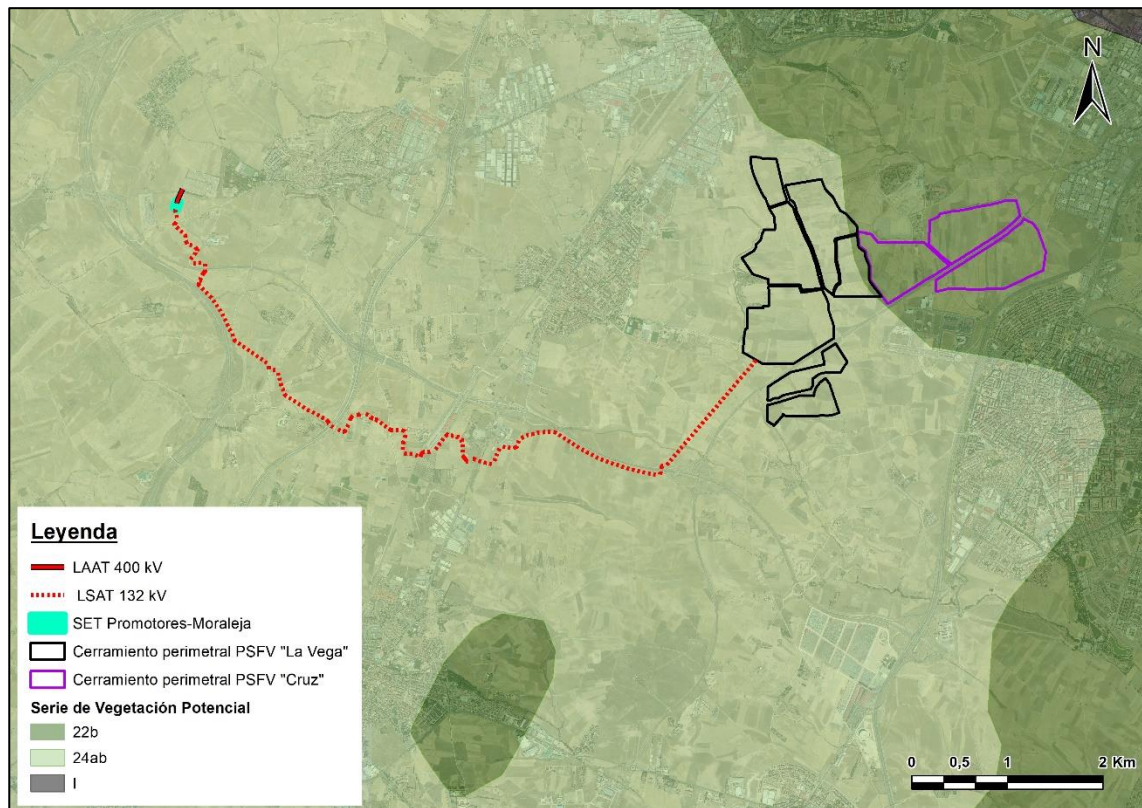 N
Leyenda
LAAT 400 kV
LSAT 132 kV
SET Promotores-Moraleja
Cerramiento perimetral PSFV "La Vega"
Cerramiento perimetral PSFV "Cruz"
Serie de Vegetación Potencial
22b
24ab
I
0 0,5 1 2 Km